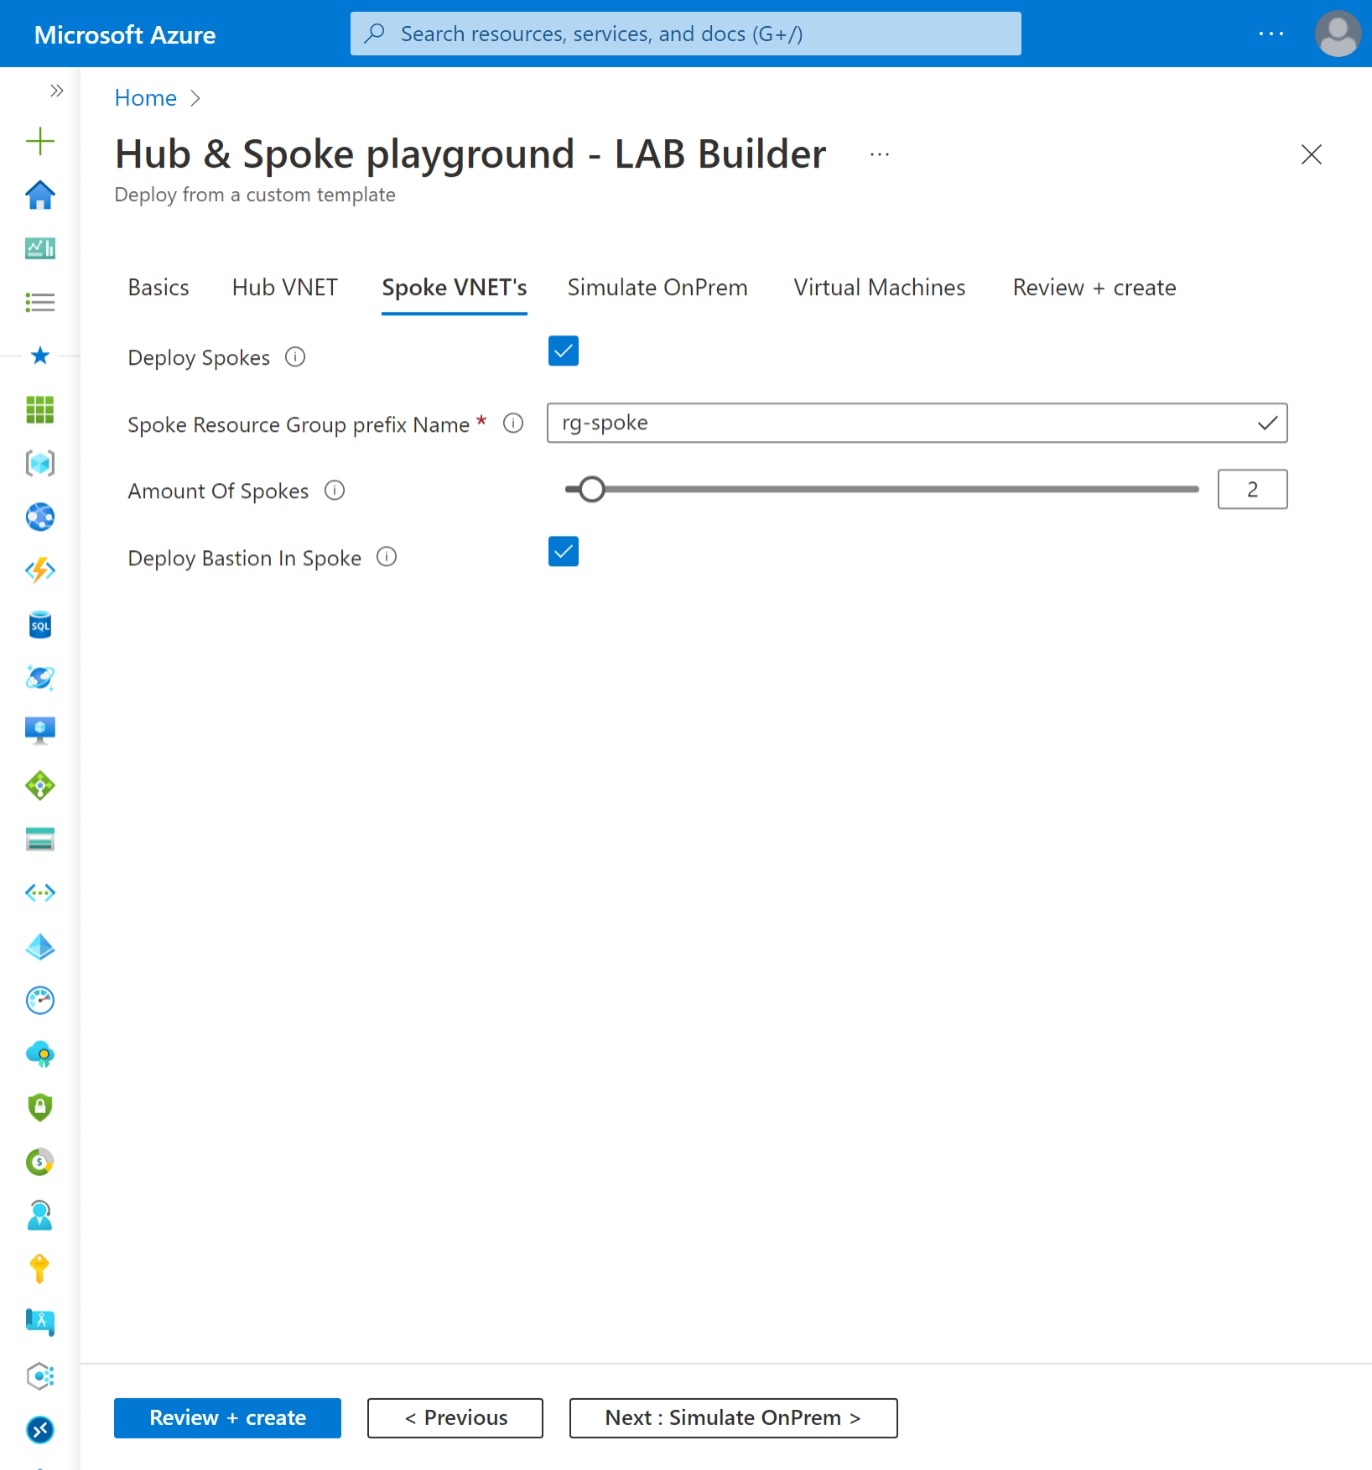 Microsoft Azure
Search resources, services, and docs (G+/)
Home
Hub & Spoke playground - LAB Builder
Deploy from a custom template
Basics
Hub VNET
Spoke VNET's
Simulate OnPrem
Virtual Machines
Review + create
Deploy Spokes
Spoke Resource Group prefix Name *
rg-spoke
Amount Of Spokes
2
Deploy Bastion In Spoke
SQL
Review + create
< Previous
Next : Simulate OnPrem >